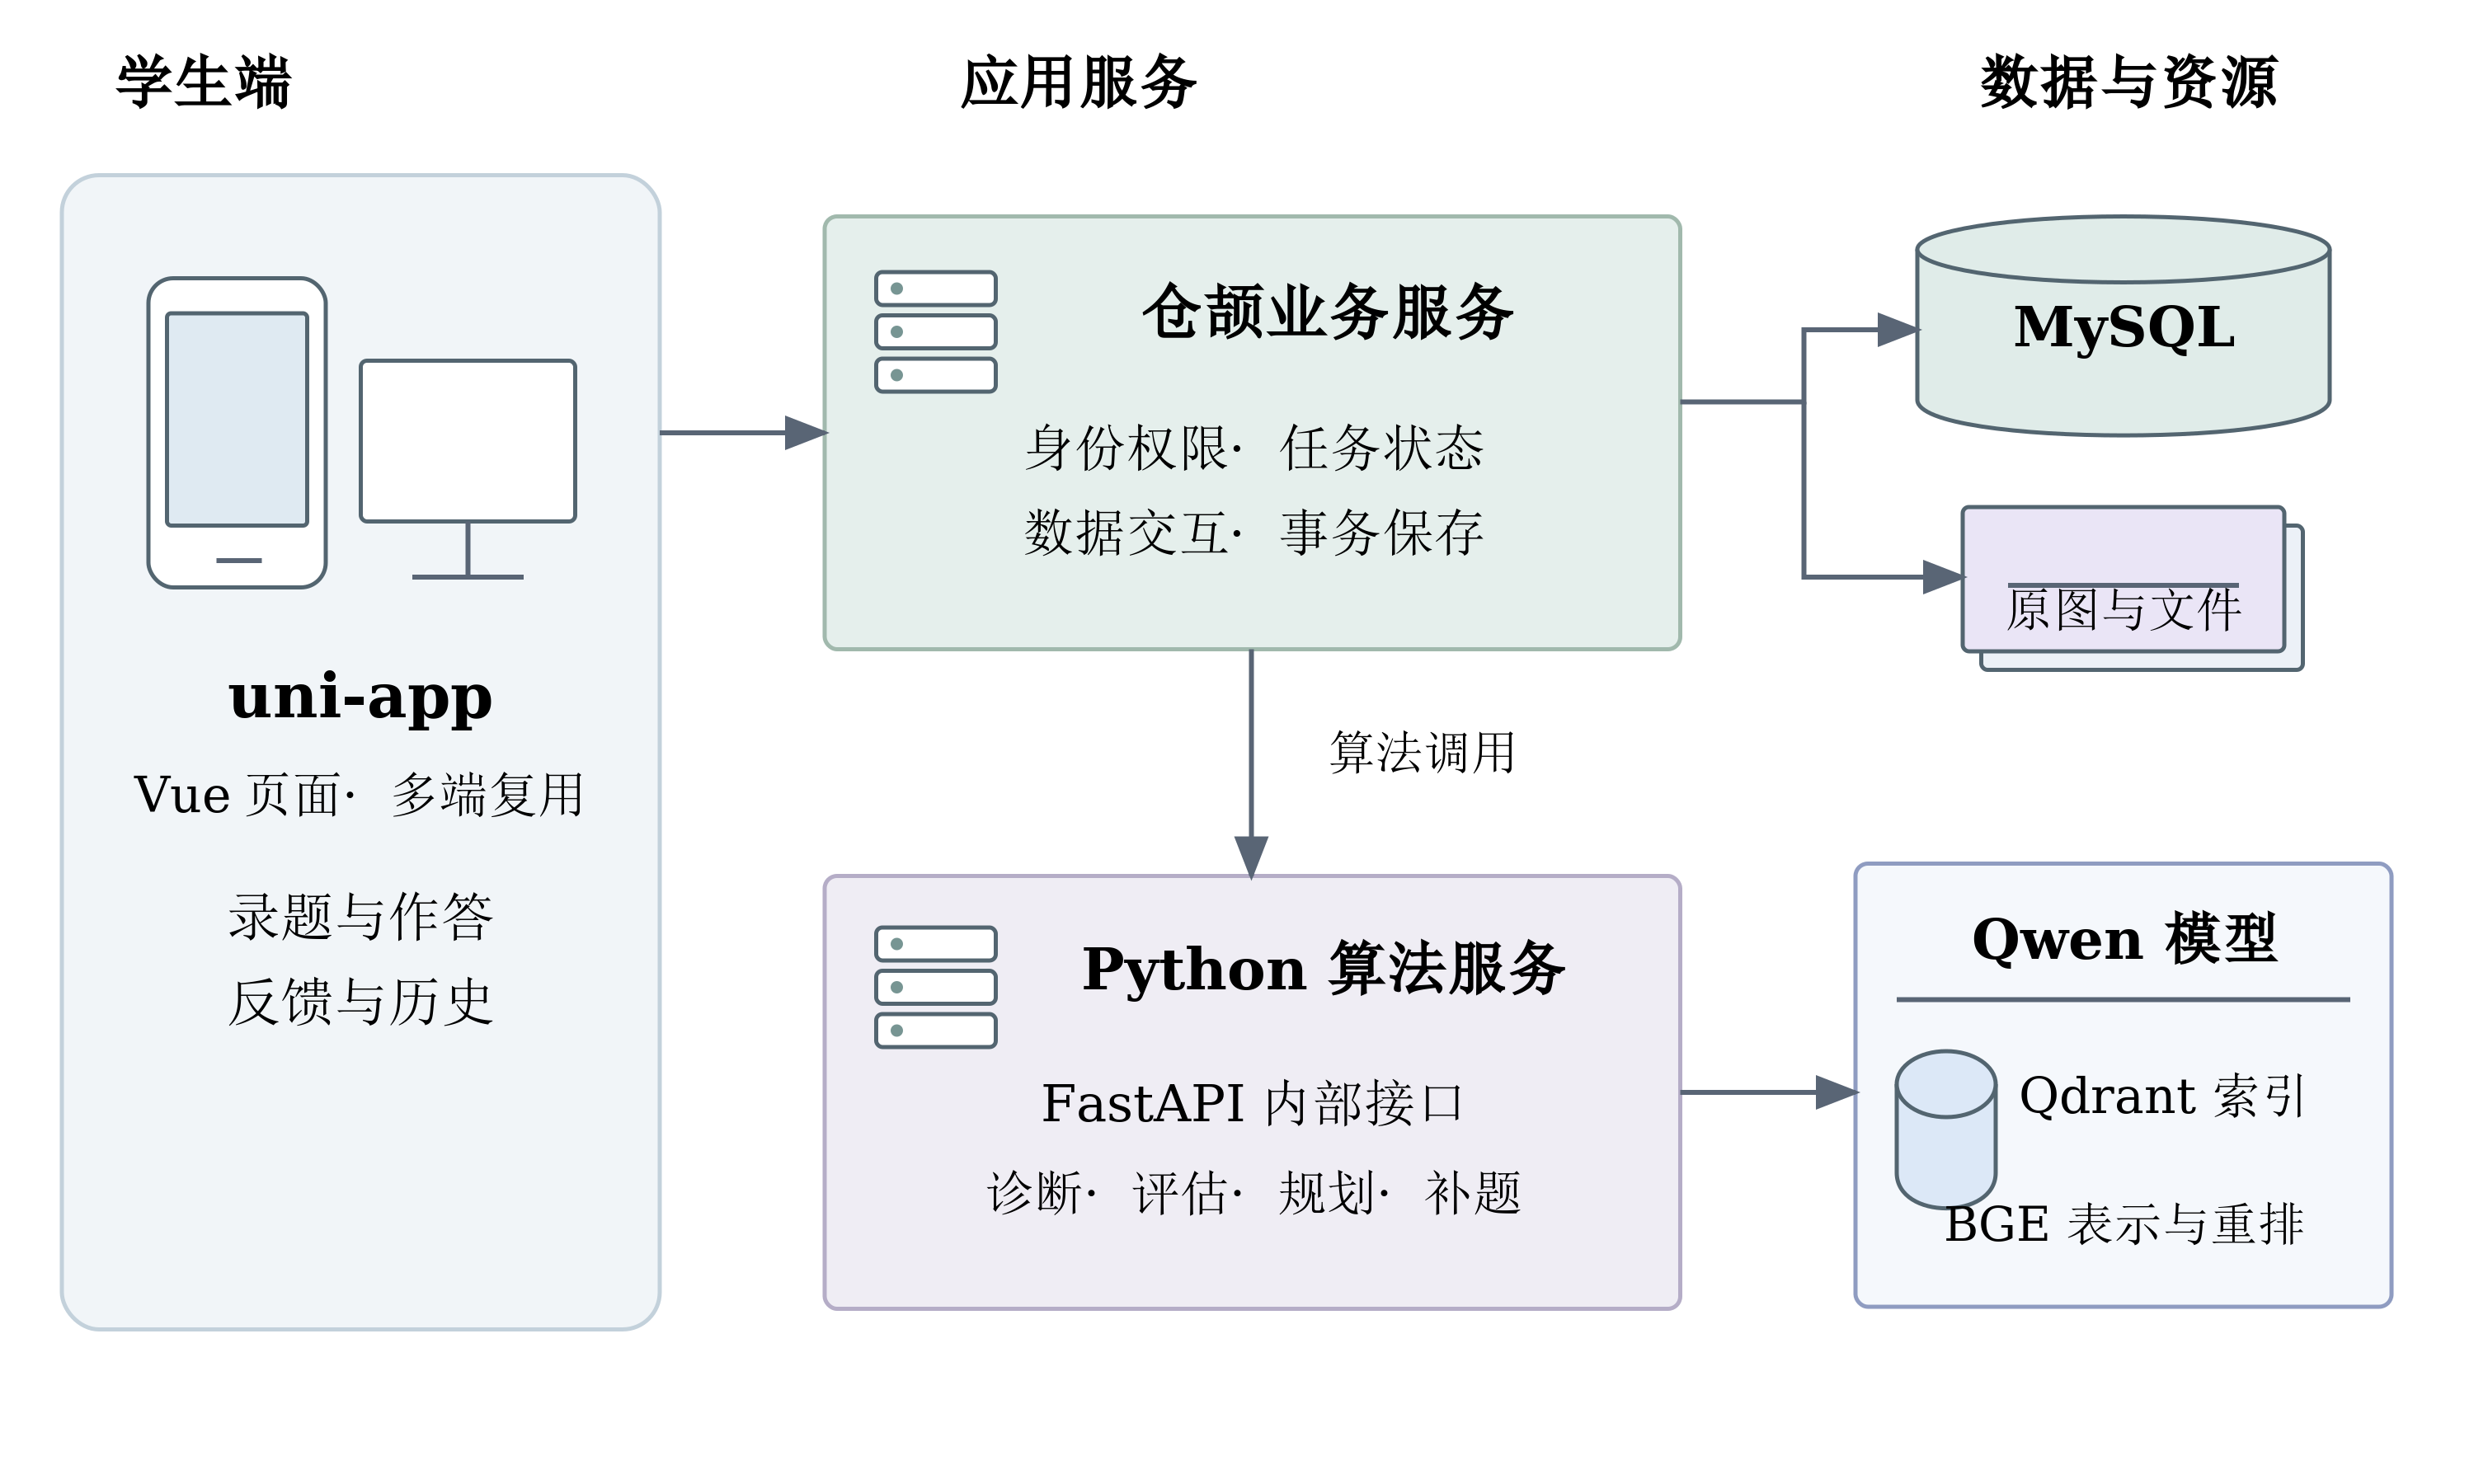 学生端
应用服务
数据与资源
uni-app
Vue 页面· 多端复用
录题与作答
反馈与历史
仓颉业务服务
身份权限· 任务状态
数据交互· 事务保存
算法调用
Python 算法服务
FastAPI 内部接口
诊断· 评估· 规划· 补题
MySQL
原图与文件
Qwen 模型
Qdrant 索引
BGE 表示与重排